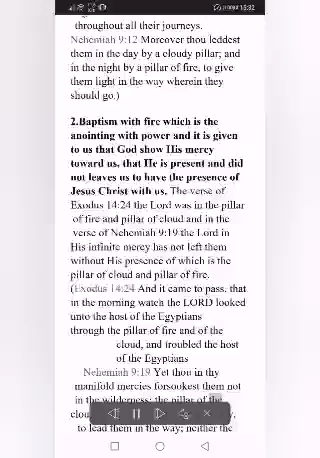 15:32
throughout all their journeys.
Nehemiah 9:12 Moreover thou leddest
them in the day by a cloudy pillar; and
in the night by a pillar of fire, to give
them light in the way wherein they
should go.)
2.Baptism with fire which is the
anointing with power and it is given
to us that God show His mercy
toward us, that He is present and did
not leaves us to have the presence of
Jesus Christ with us. The verse of
Exodus 14:24 the Lord was in the pillar
of fire and pillar of cloud and in the
verse of Nehemiah 9:19 the Lord in
His infinite mercy has not left them
without His presence of which is the
pillar of cloud and pillar of fire.
(Exodus 14:24 And it came to pass, that
in the morning watch the LORD looked
unto the host of the Egyptians
through the pillar of fire and of the
cloud, and troubled the host
of the Egyptians
Nehemiah 9:19 Yet thou in thy
manifold mercies forsookest them not
in the wilderness: the pillar of the
to lead them in the way; neither the